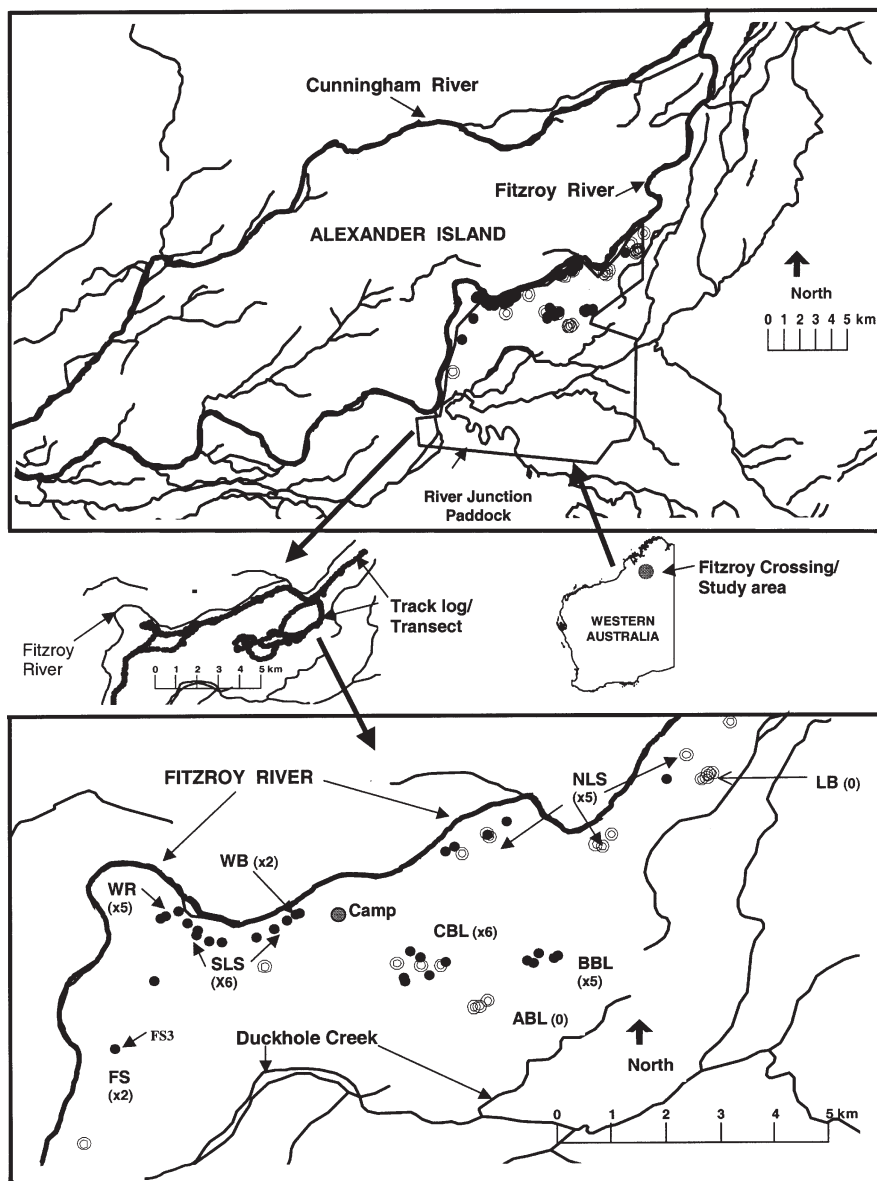 Cunningham River
Fitzroy River
ALEXANDER ISLAND
North
0 1 2 3 4 5 km
River Junction
Paddock
Fitzroy Crossing/
Study area
WESTERN
AUSTRALIA
Track log/
Transect
Fitzroy
River
0 1 2 3 4 5 km
FITZROY RIVER
NLS
(x5)
LB (0)
WB (x2)
WR
(x5)
Camp
CBL (x6)
SLS
(X6)
BBL
(x5)
ABL (0)
FS3
FS
(x2)
Duckhole Creek
North
0 1 2 3 4 5 km